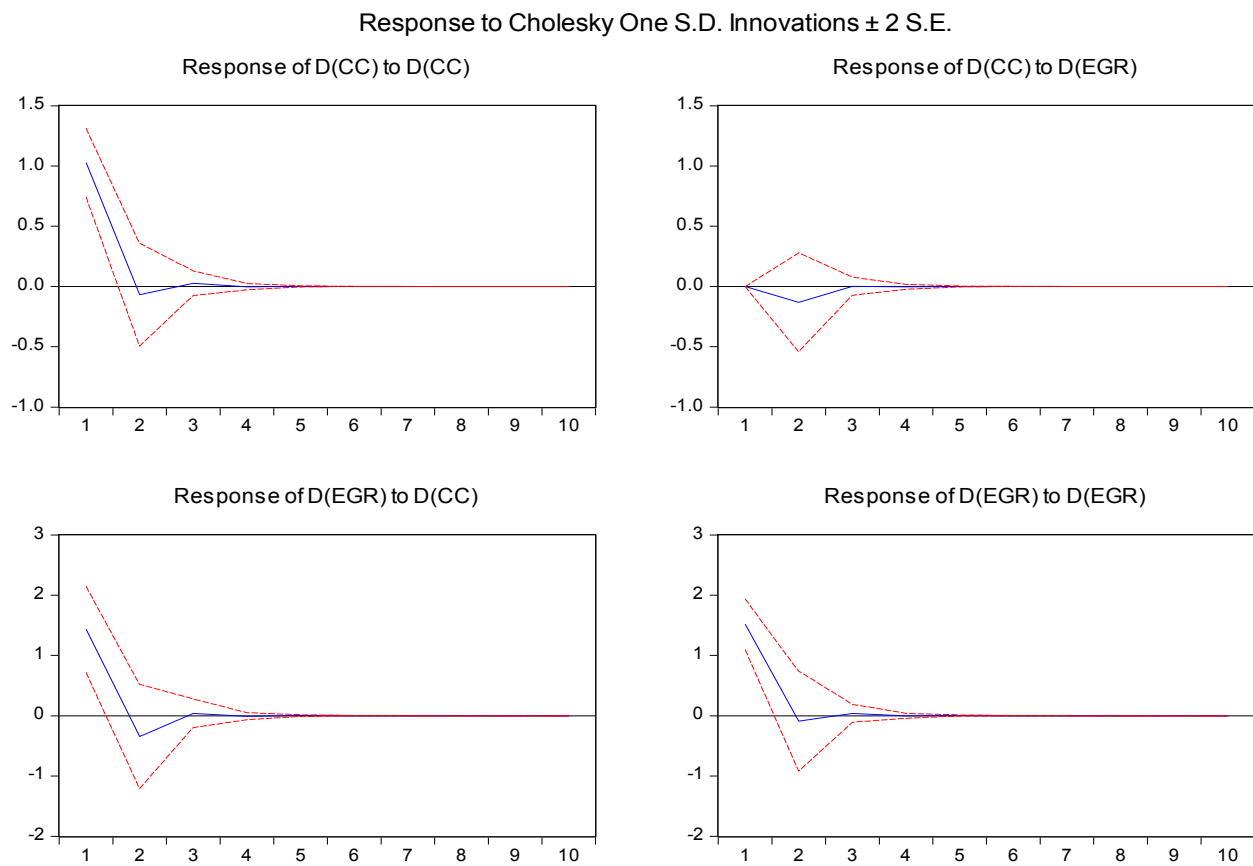 Response to Cholesky One S.D. Innovations ± 2 S.E.
Response of D(CC) to D(CC)
1.5
1.0
0.5
0.0
-0.5
-1.0
1 2 3 4 5 6 7 8 9 10
Response of D(CC) to D(EGR)
1.5
1.0
0.5
0.0
-0.5
-1.0
1 2 3 4 5 6 7 8 9 10
Response of D(EGR) to D(CC)
3
2
1
0
-1
-2
1 2 3 4 5 6 7 8 9 10
Response of D(EGR) to D(EGR)
3
2
1
0
-1
-2
1 2 3 4 5 6 7 8 9 10